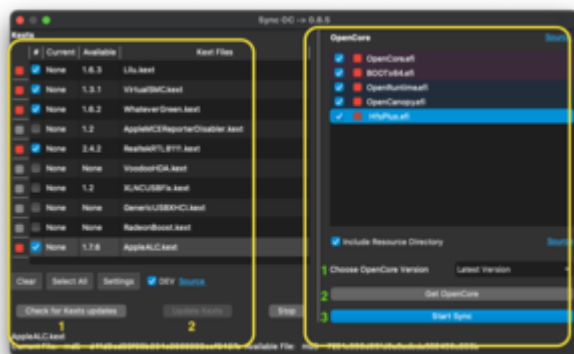 Sync OC -> 0.8.5
Kexts
# Current Available Kext Files
None 1.6.3 Lilu.kext
None 1.3.1 VirtualSMC.kext
None 1.6.2 WhateverGreen.kext
None 1.2 AppleMCEReporterDisabler.kext
None 2.4.2 RealtekRTL8111.kext
None None VoodooHDA.kext
None 1.2 XLNCUSBFix.kext
None None GenericUSBXHCI.kext
None None RadeonBoost.kext
None 1.7.6 AppleALC.kext
Clear Select All Settings DEV Source
Check for Kexts updates Update Kexts Stop
1 2
AppleALC.kext
OpenCore Source
OpenCore.efi
BOOTx64.efi
OpenRuntime.efi
OpenCanopy.efi
HfsPlus.efi
Include Resource Directory Source
1 Choose OpenCore Version Latest Version
2 Get OpenCore
3 Start Sync